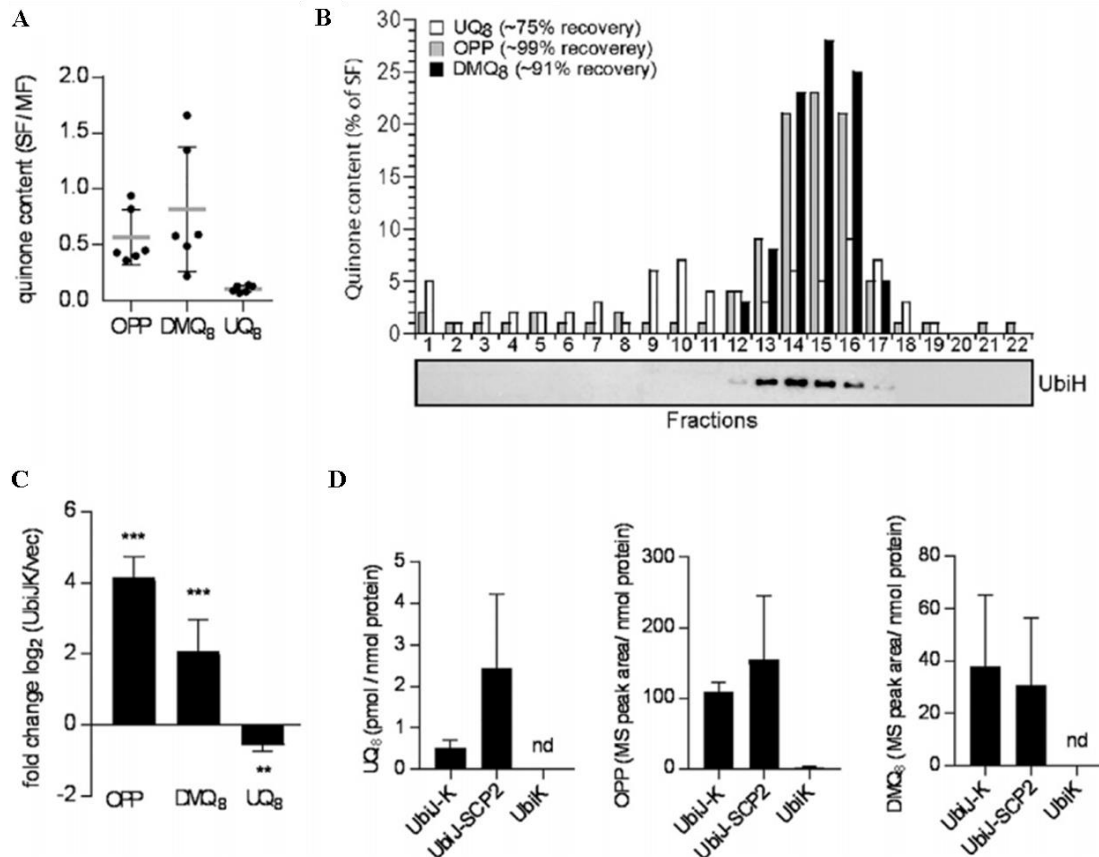 A
quinone content (SF/MF)
2.0
1.5
1.0
0.5
0.0
OPP DMQ8 UQ8
B
Quinone content (% of SF)
30
25
20
15
10
5
0
UQ8 (~75% recovery)
OPP (~99% recoverey)
DMQ8 (~91% recovery)
1 2 3 4 5 6 7 8 9 10 11 12 13 14 15 16 17 18 19 20 21 22
UbiH
Fractions
C
fold change log2 (UbiJK/vec)
6
4
2
0
-2
***
***
**
OPP DMQ8 UQ8
D
UQ8 (pmol / nmol protein)
5
4
3
2
1
0
nd
UbiJ-K UbiJ-SCP2 UbiK
OPP (MS peak area/ nmol protein)
300
200
100
0
UbiJ-K UbiJ-SCP2 UbiK
DMQ8 (MS peak area/ nmol protein)
80
60
40
20
0
nd
UbiJ-K UbiJ-SCP2 UbiK